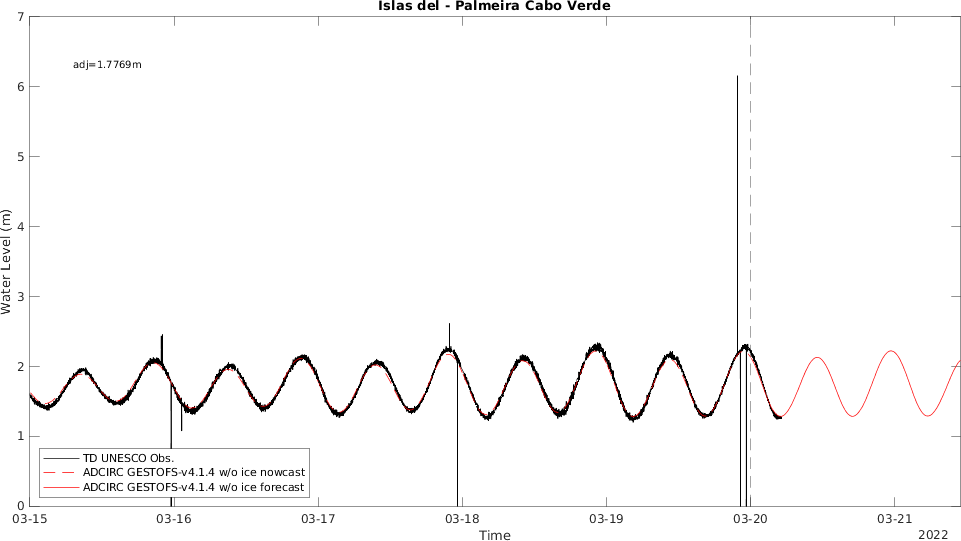 Islas del - Palmeira Cabo Verde
adj=1.7769m
7
6
5
4
3
2
1
0
Water Level (m)
TD UNESCO Obs.
ADCIRC GESTOFS-v4.1.4 w/o ice nowcast
ADCIRC GESTOFS-v4.1.4 w/o ice forecast
03-15 03-16 03-17 03-18 03-19 03-20 03-21
Time
2022